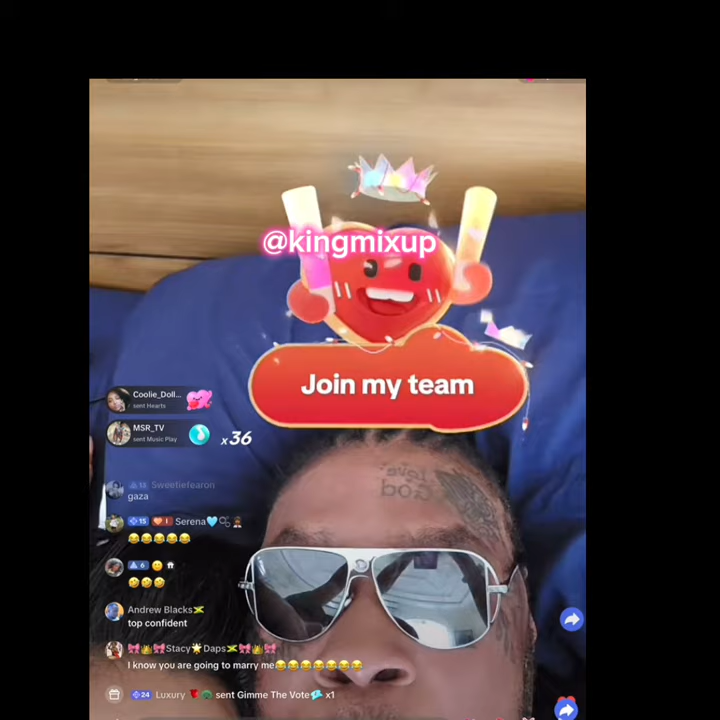 @kingmixup
Join my team
Coolie_Doll...
sent Hearts
MSR_TV
sent Music Play
x36
13 Sweetiefearon
gaza
15 1 Serena🩵🫧
😂😂😂😂😂
6
🤣🤣🤣
Andrew Blacks🇯🇲
top confident
🎀👑🎀Stacy🌟Daps🇯🇲🎀👑🎀
I know you are going to marry me😂😂😂😂😂😂😂😂
24 Luxury sent Gimme The Vote x1
Love
God